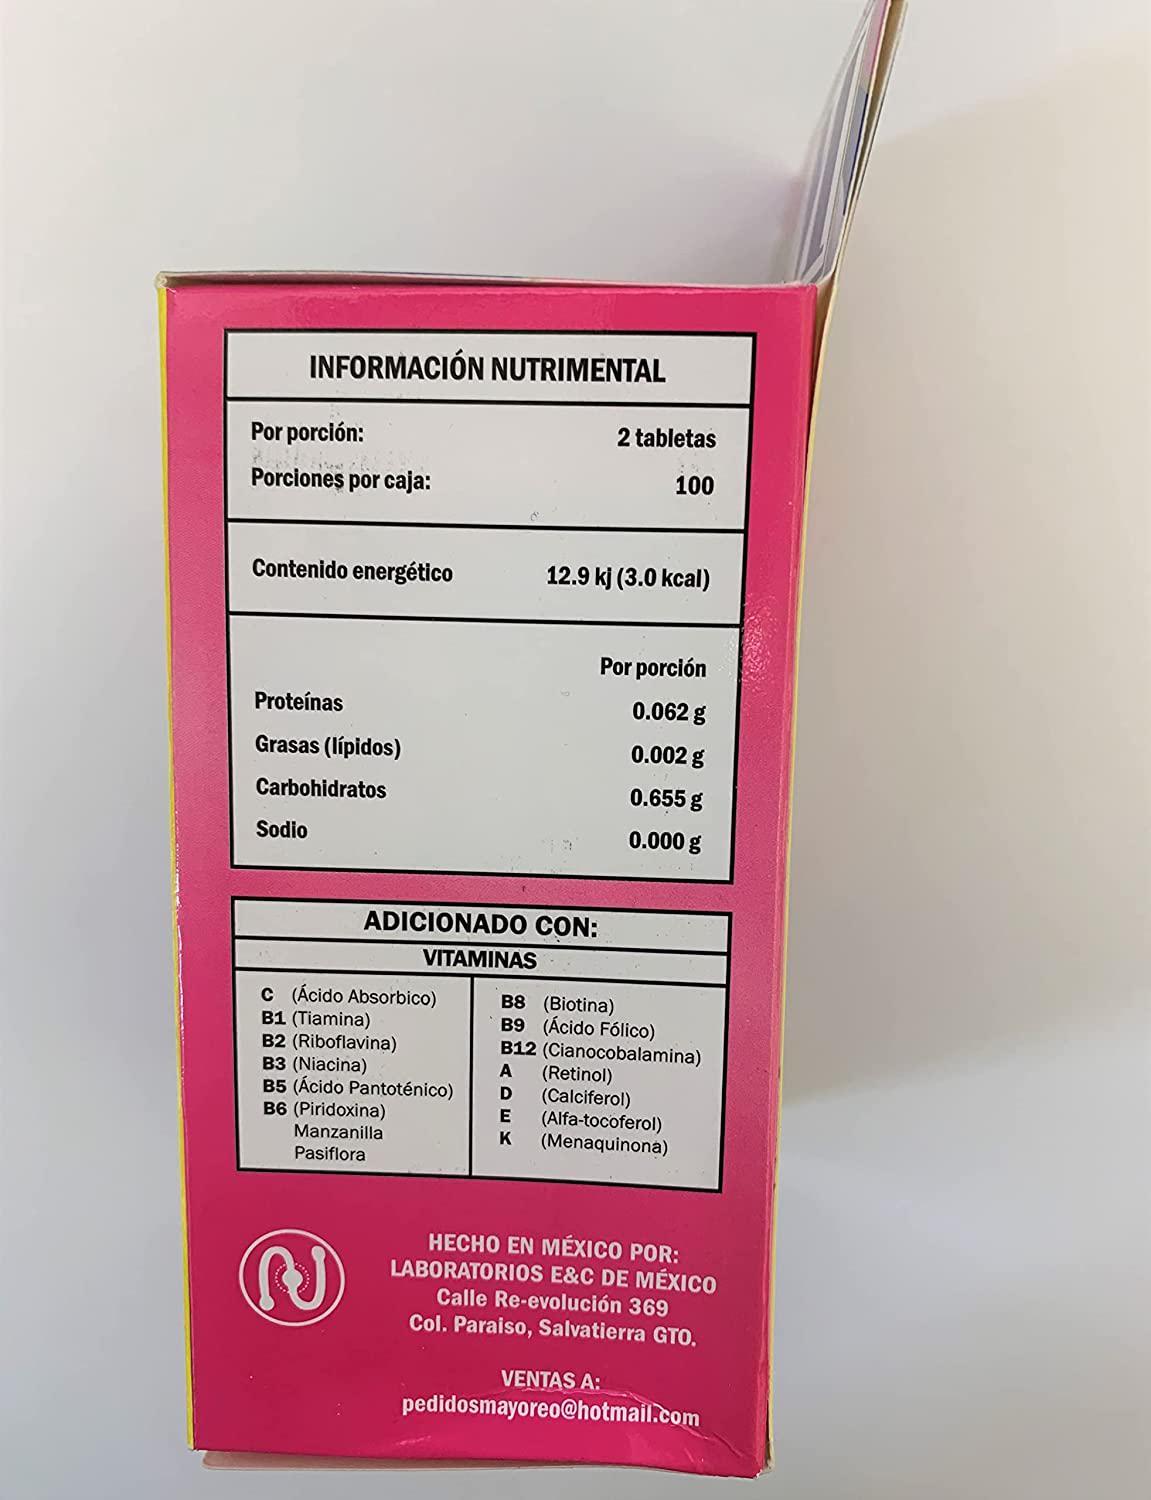 INFORMACIÓN NUTRIMENTAL
Por porción: 2 tabletas
Porciones por caja: 100
Contenido energético 12.9 kj (3.0 kcal)
Por porción
Proteínas 0.062 g
Grasas (lípidos) 0.002 g
Carbohidratos 0.655 g
Sodio 0.000 g
ADICIONADO CON:
VITAMINAS
C (Ácido Absorbico)
B1 (Tiamina)
B2 (Riboflavina)
B3 (Niacina)
B5 (Ácido Pantoténico)
B6 (Piridoxina)
Manzanilla
Pasiflora
B8 (Biotina)
B9 (Ácido Fólico)
B12 (Cianocobalamina)
A (Retinol)
D (Calciferol)
E (Alfa-tocoferol)
K (Menaquinona)
HECHO EN MÉXICO POR:
LABORATORIOS E&C DE MÉXICO
Calle Re-evolución 369
Col. Paraiso, Salvatierra GTO.
VENTAS A:
pedidosmayoreo@hotmail.com